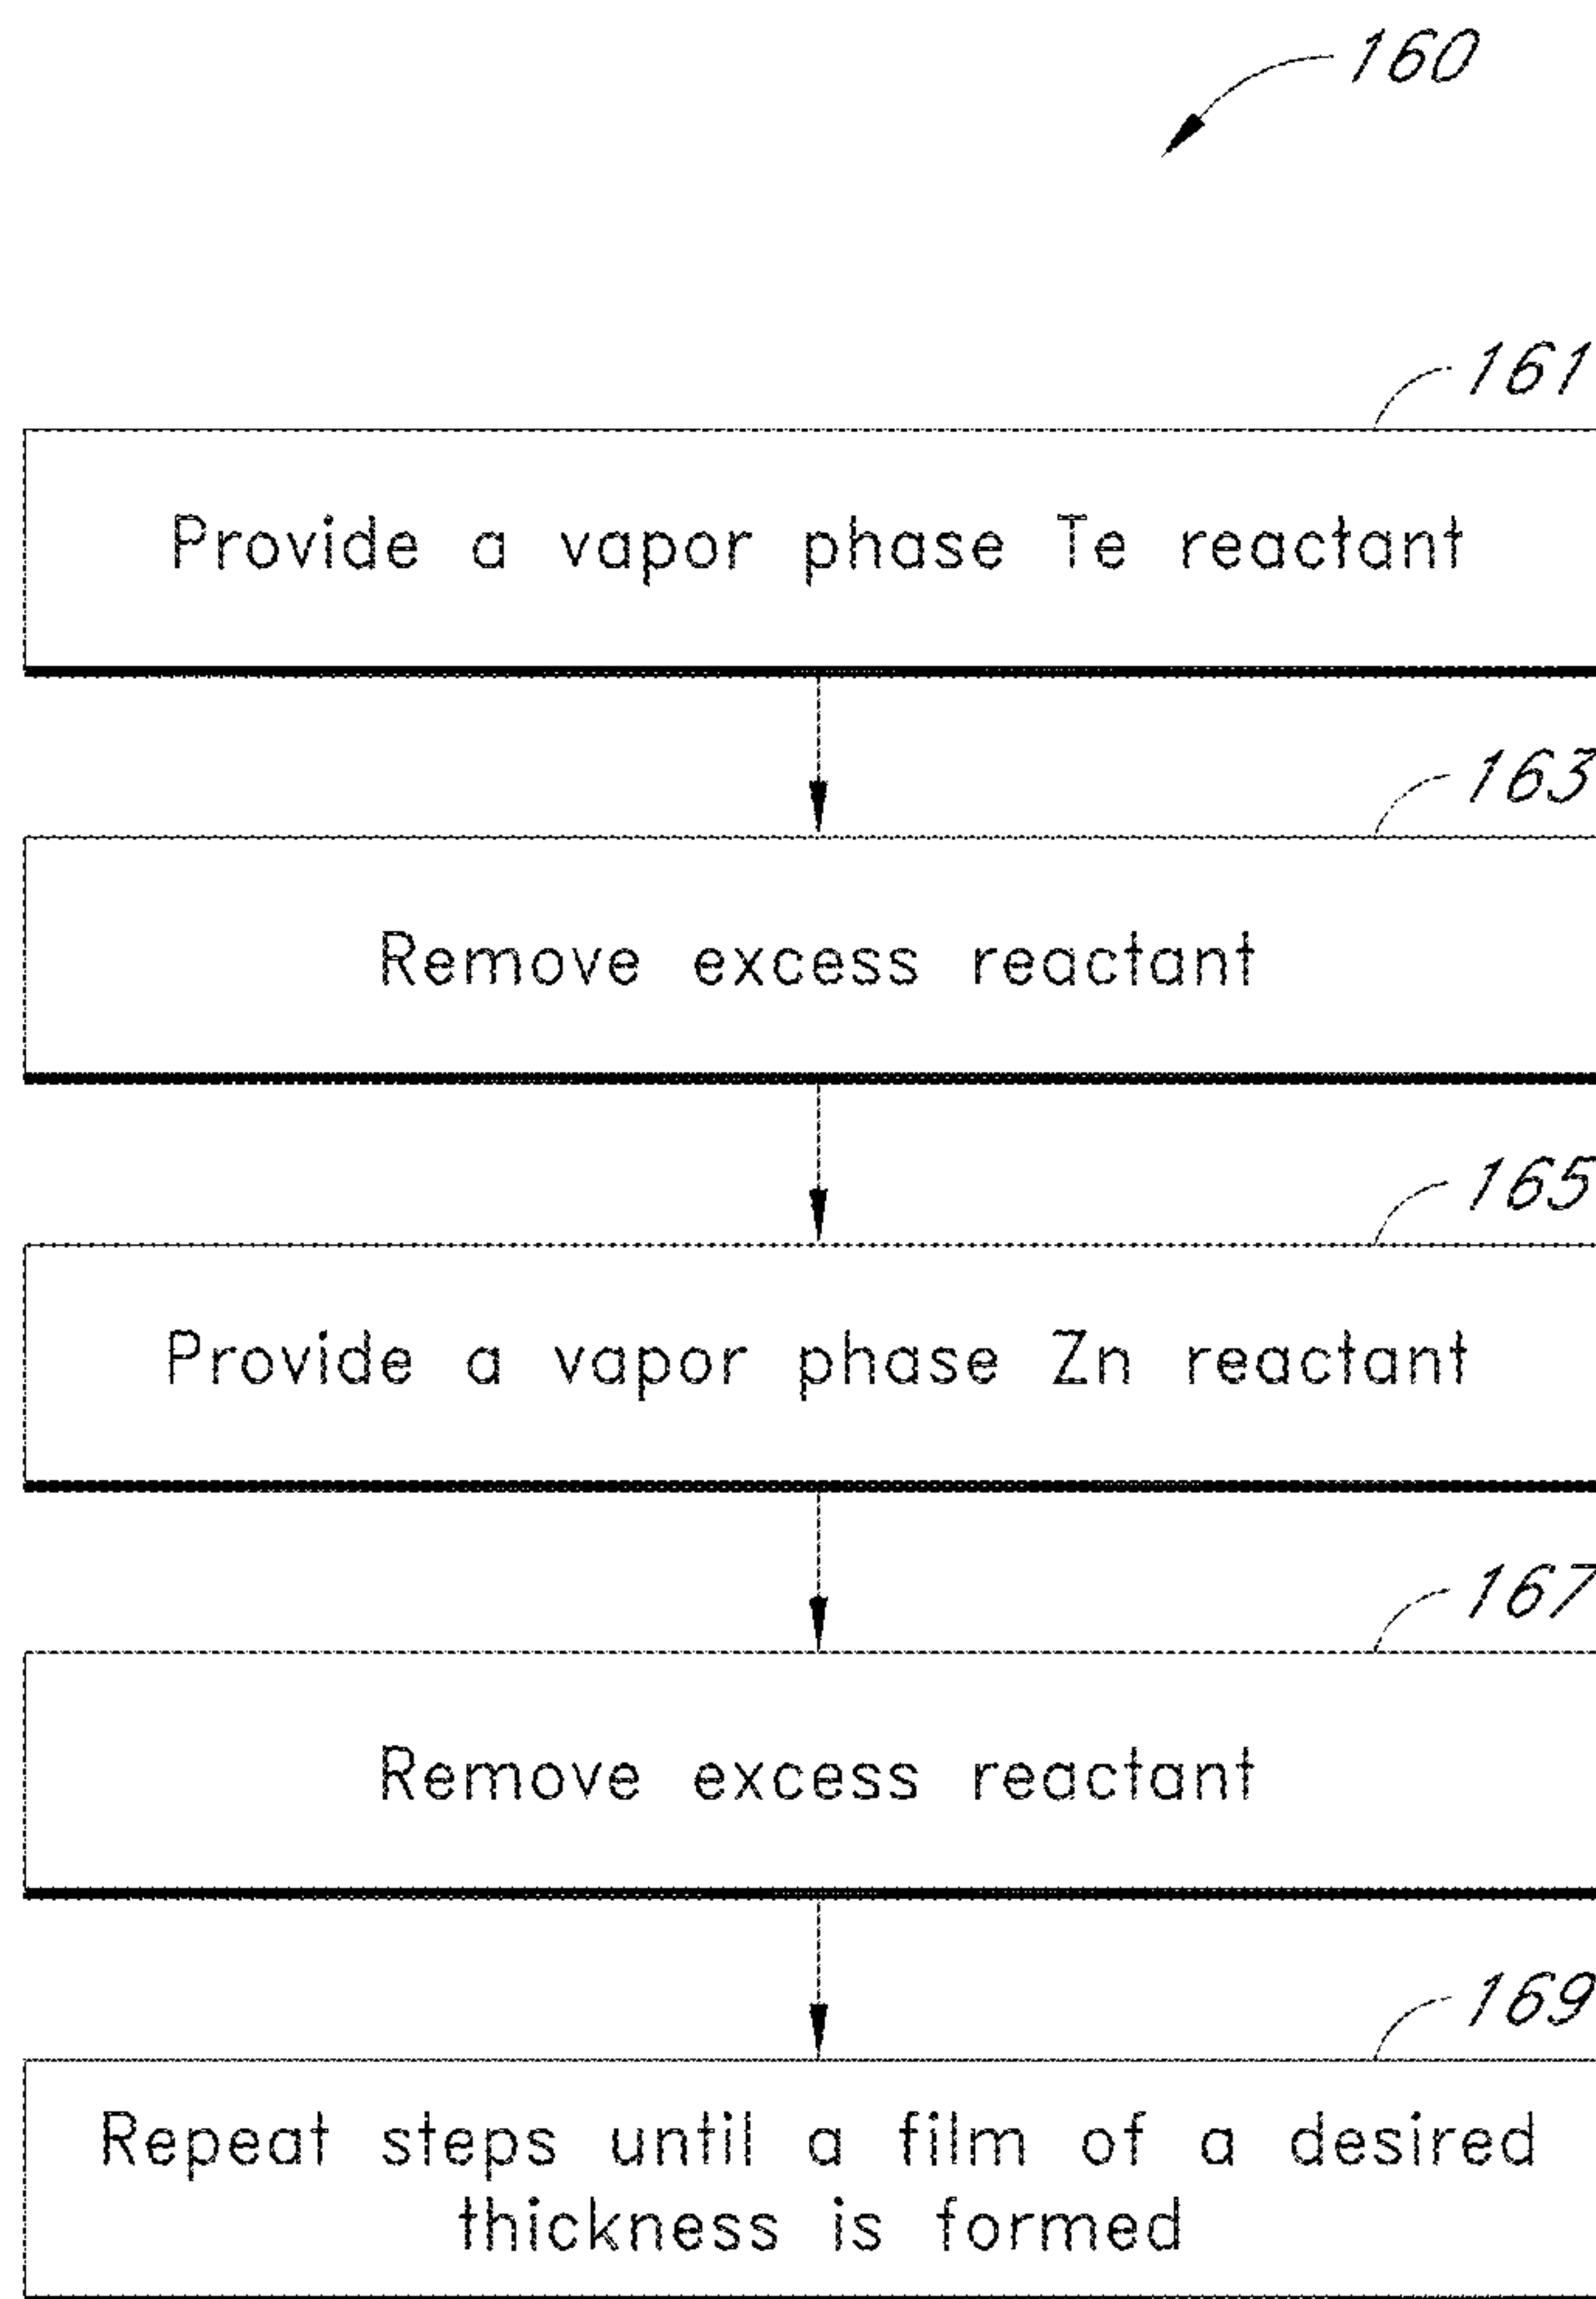 160
161
Provide a vapor phase Te reactant
163
Remove excess reactant
165
Provide a vapor phase Zn reactant
167
Remove excess reactant
169
Repeat steps until a film of a desired
thickness is formed